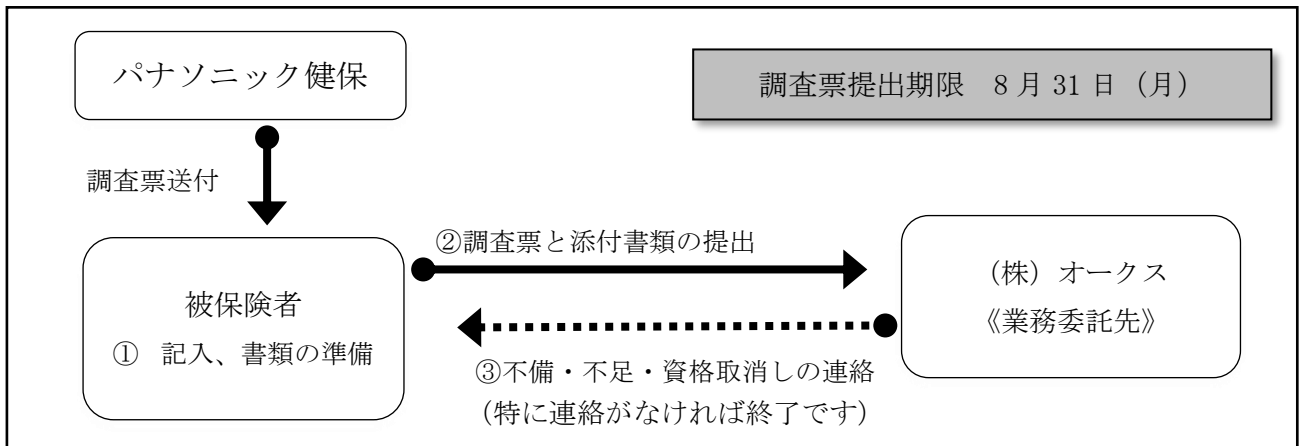 パナソニック健保
調査票提出期限 8月31日（月）
調査票送付
②調査票と添付書類の提出
被保険者
① 記入、書類の準備
（株）オークス
《業務委託先》
③不備・不足・資格取消しの連絡
（特に連絡がなければ終了です）